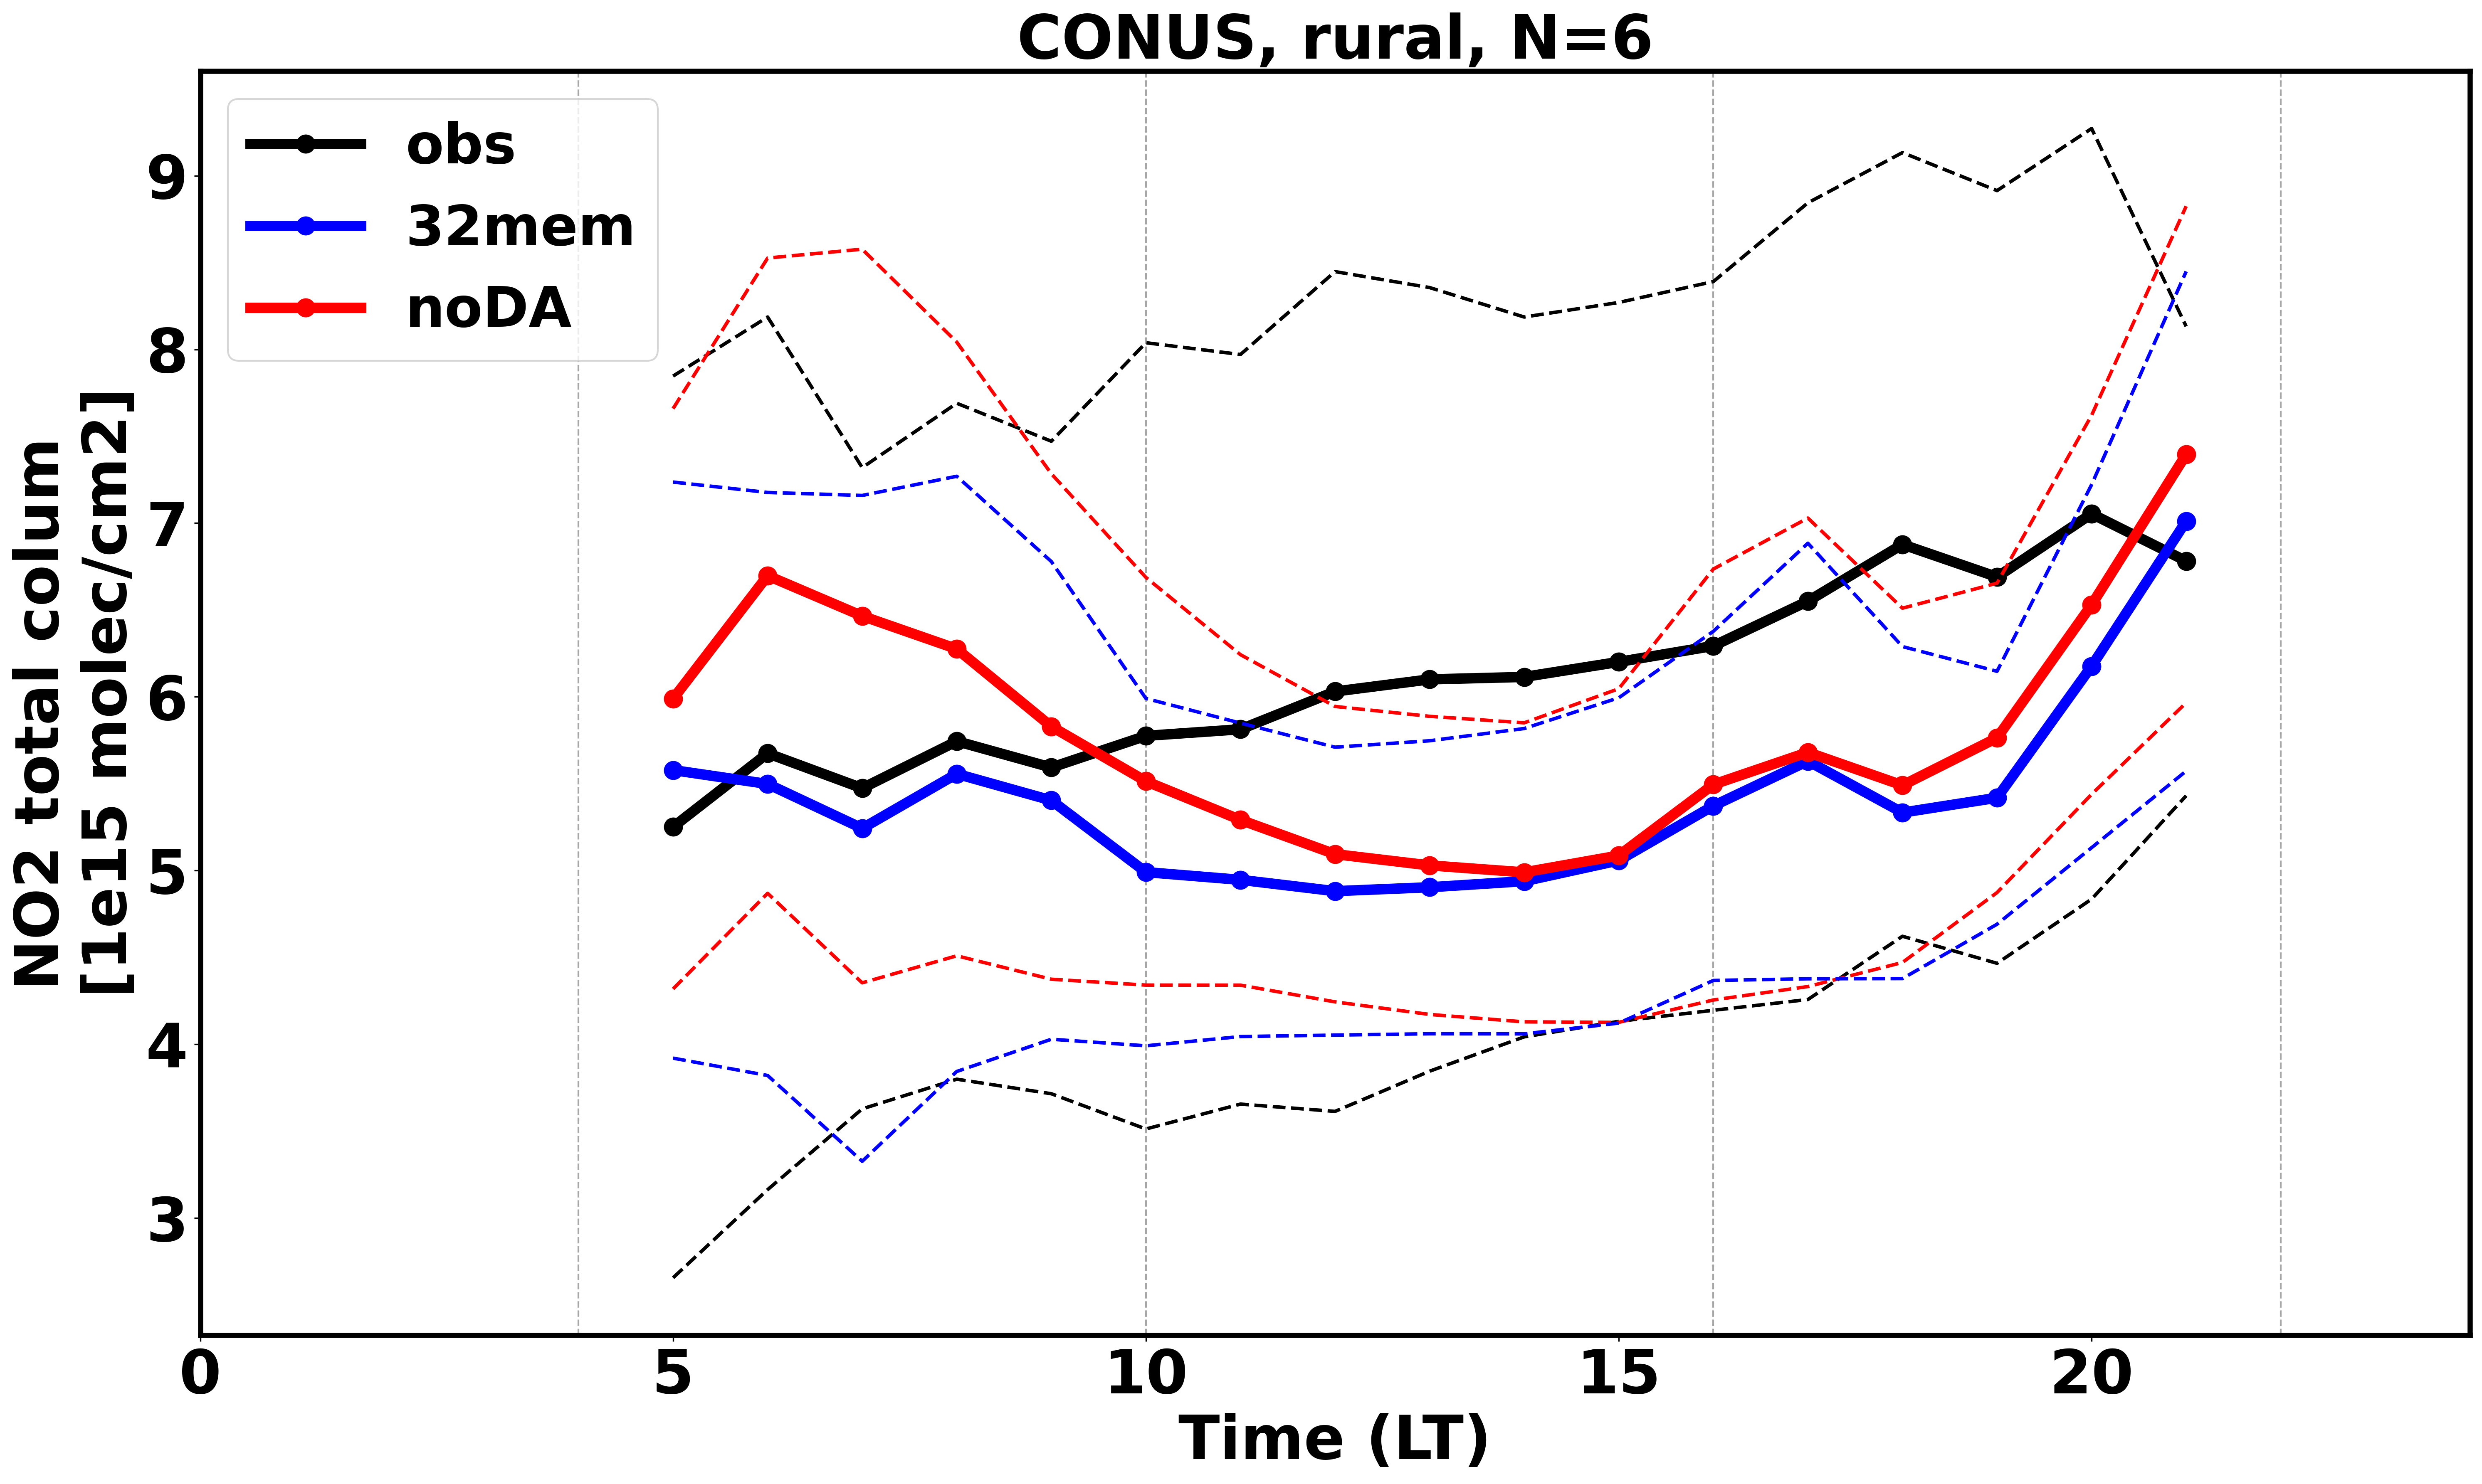 CONUS, rural, N=6
obs
32mem
noDA
NO2 total colum
[1e15 molec/cm2]
9
8
7
6
5
4
3
0 5 10 15 20
Time (LT)